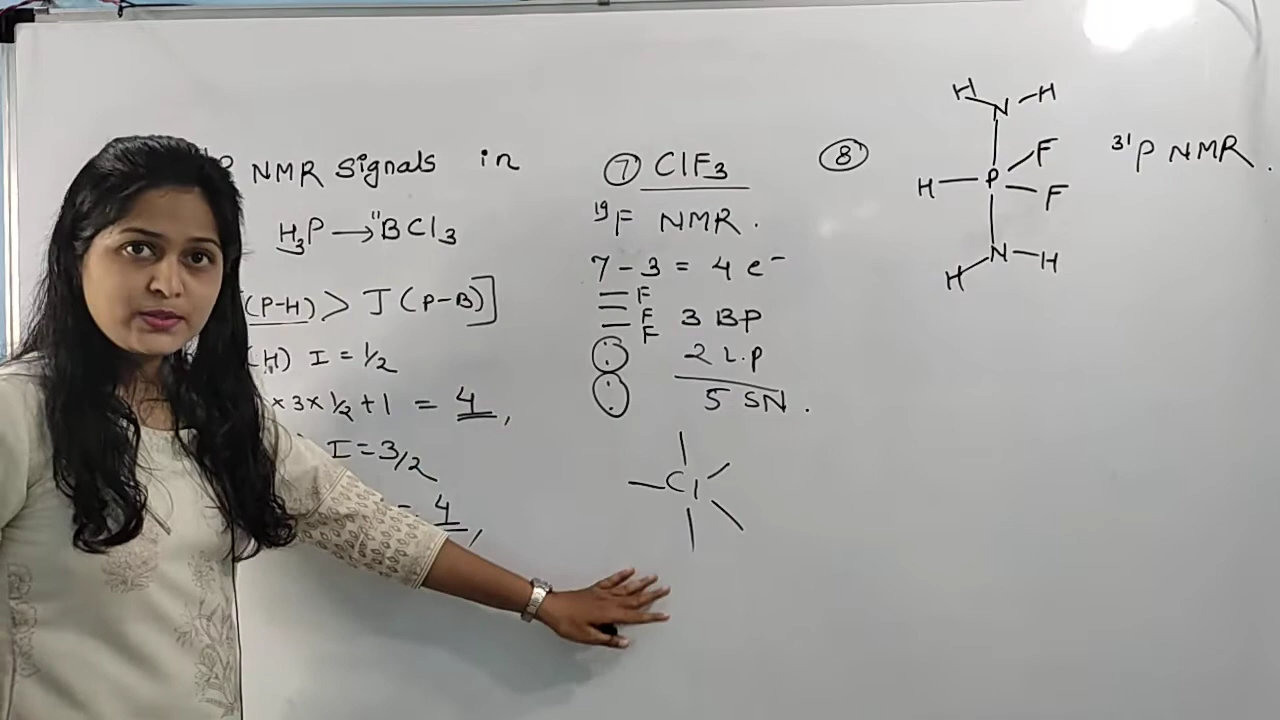 NMR signals in
H₃P → ¹¹BCl₃
(P-H) > J (P-B)]
(H) I = ½
× 3 × ½ + 1 = 4,
I = 3/2
= 4,
⑦ ClF₃
¹⁹F NMR.
7 - 3 = 4 e⁻
F
F 3 BP
F
2 L.P
5 SN.
Cl
⑧
H N H
F
H P F
N H
H
³¹P NMR.